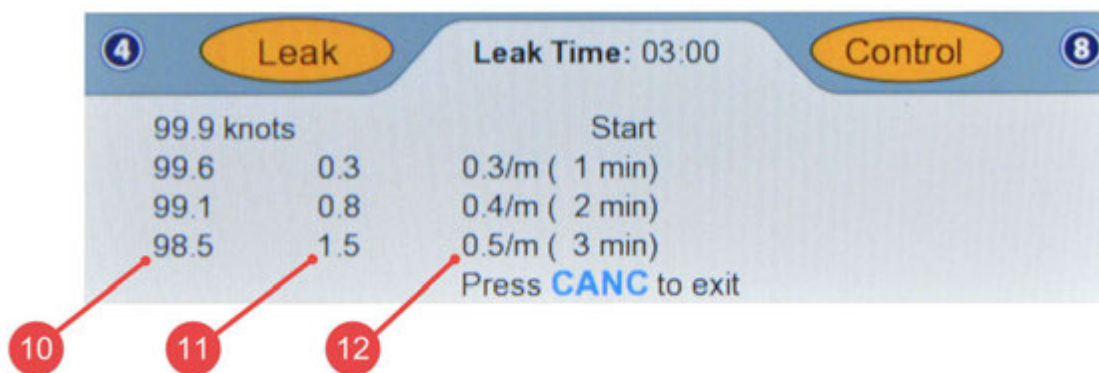 4 Leak Leak Time: 03:00 Control 8
99.9 knots Start
99.6 0.3 0.3/m ( 1 min)
99.1 0.8 0.4/m ( 2 min)
98.5 1.5 0.5/m ( 3 min)
Press CANC to exit
10 11 12